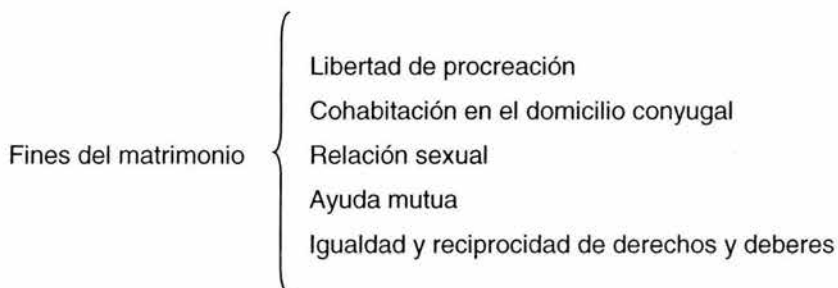 Libertad de procreación
Cohabitación en el domicilio conyugal
Fines del matrimonio
Relación sexual
Ayuda mutua
Igualdad y reciprocidad de derechos y deberes